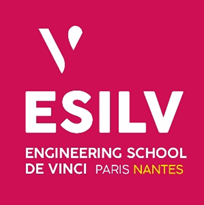 ESILV
ENGINEERING SCHOOL
DE VINCI PARIS NANTES